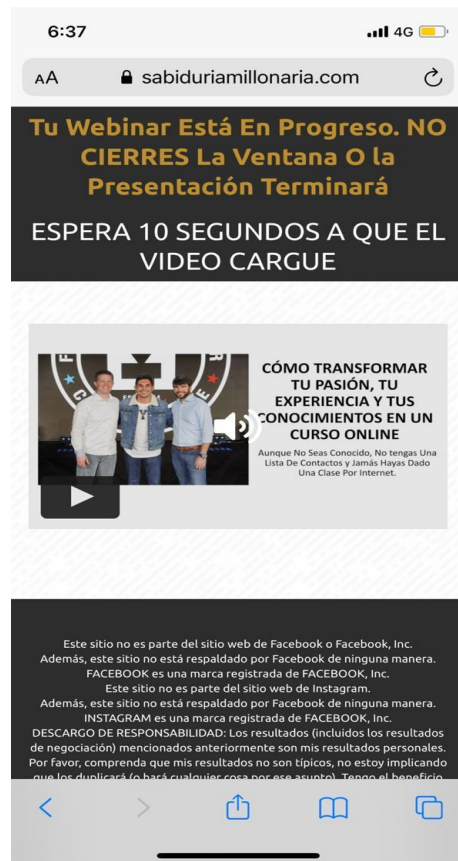 6:37
4G
AA
sabiduriamillonaria.com
Tu Webinar Está En Progreso. NO
CIERRES La Ventana O la
Presentación Terminará
ESPERA 10 SEGUNDOS A QUE EL
VIDEO CARGUE
CÓMO TRANSFORMAR
TU PASIÓN, TU
EXPERIENCIA Y TUS
CONOCIMIENTOS EN UN
CURSO ONLINE
Aunque No Seas Conocido, No tengas Una
Lista De Contactos y Jamás Hayas Dado
Una Clase Por Internet.
Este sitio no es parte del sitio web de Facebook o Facebook, Inc.
Además, este sitio no está respaldado por Facebook de ninguna manera.
FACEBOOK es una marca registrada de FACEBOOK, Inc.
Este sitio no es parte del sitio web de Instagram.
Además, este sitio no está respaldado por Facebook de ninguna manera.
INSTAGRAM es una marca registrada de FACEBOOK, Inc.
DESCARGO DE RESPONSABILIDAD: Los resultados (incluidos los resultados
de negociación) mencionados anteriormente son mis resultados personales.
Por favor, comprenda que mis resultados no son típicos, no estoy implicando
que los duplicará (o hará cualquier cosa por ese asunto). Tengo el beneficio